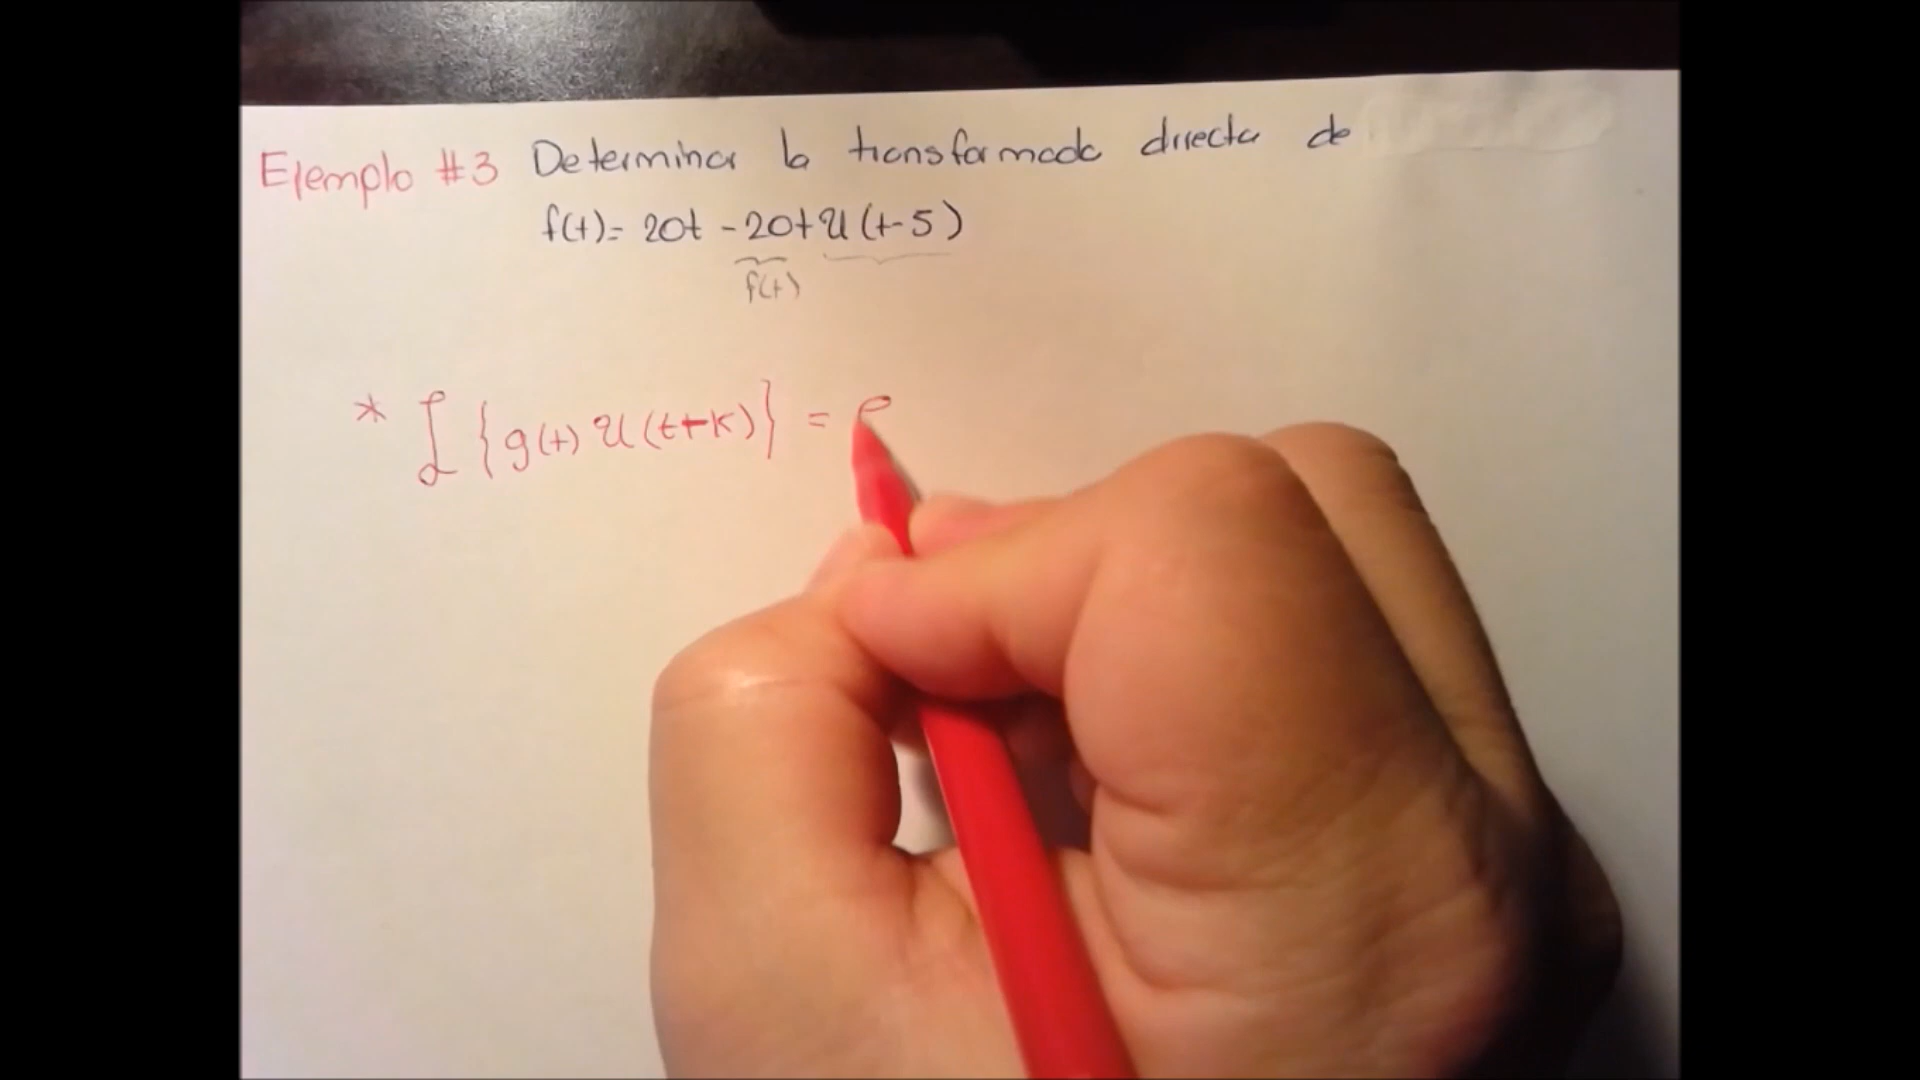 Ejemplo #3 Determinar la transformada directa de
f(t)= 20t - 20t U(t-5)
f(t)
* ℒ {g(t) U(t+k)} = e